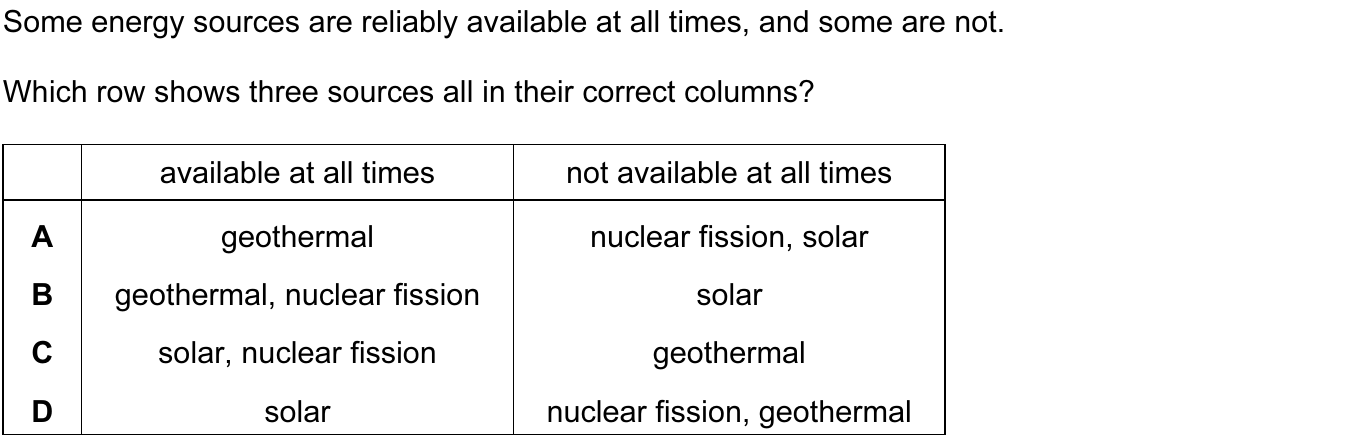 Some energy sources are reliably available at all times, and some are not.
Which row shows three sources all in their correct columns?
available at all times not available at all times
A geothermal nuclear fission, solar
B geothermal, nuclear fission solar
C solar, nuclear fission geothermal
D solar nuclear fission, geothermal